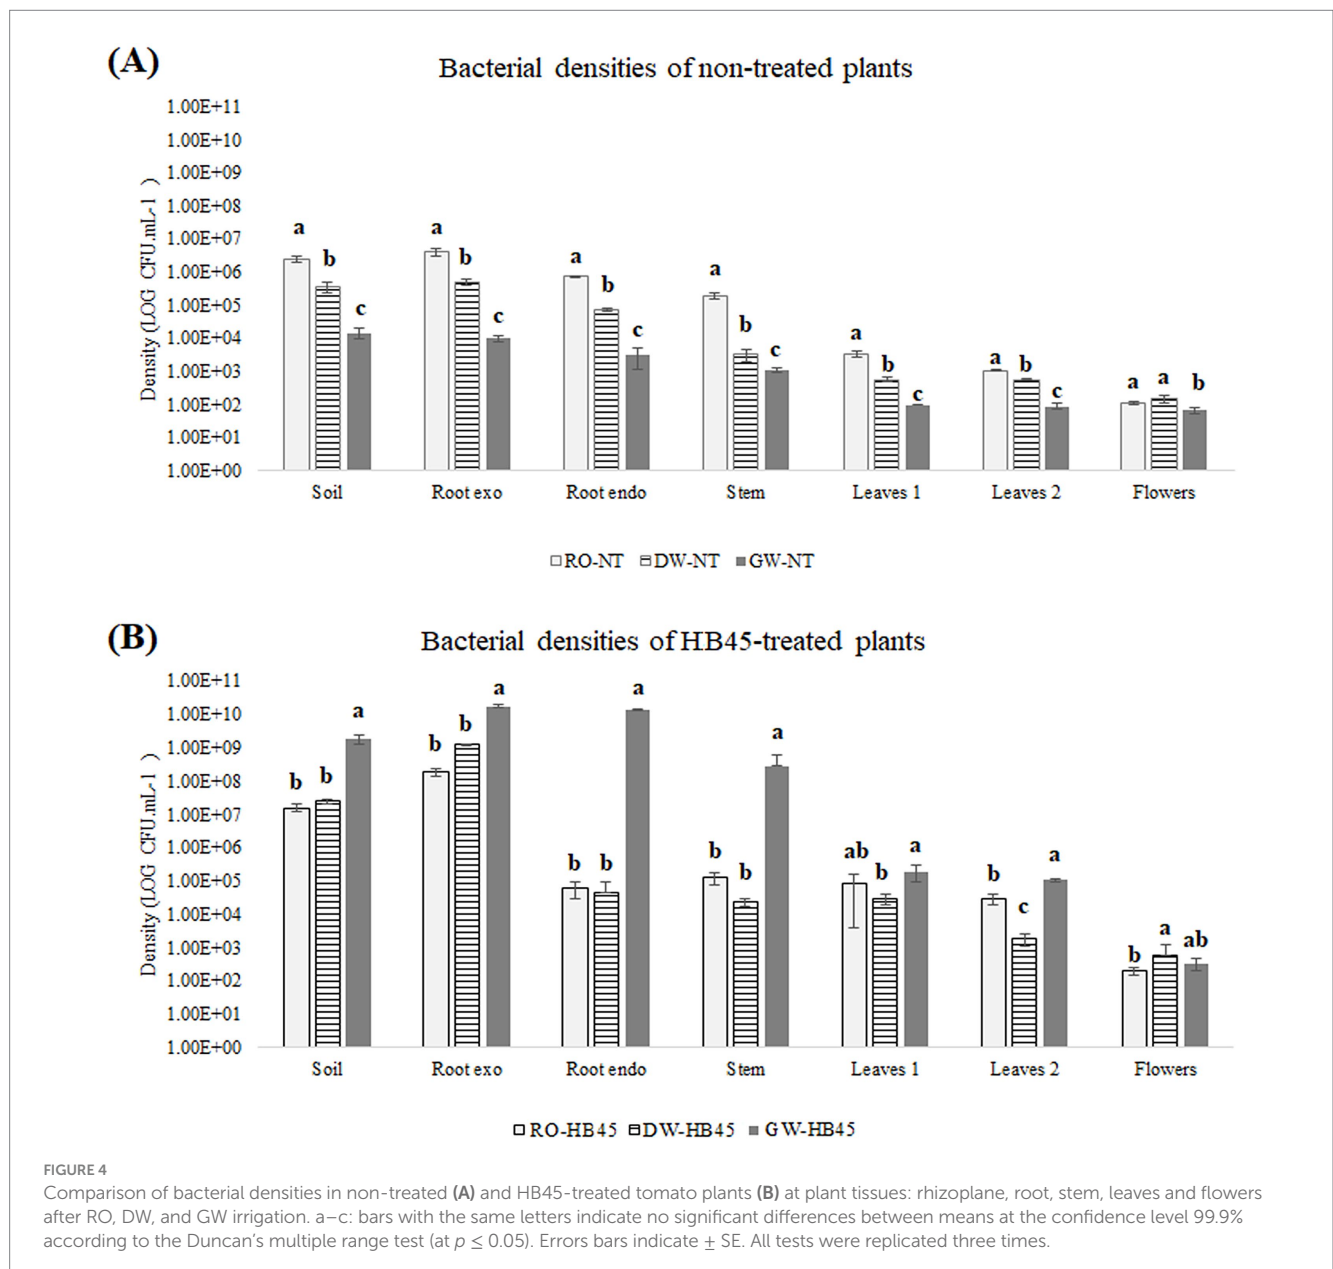 (A)
Bacterial densities of non-treated plants
Density (LOG CFU.mL-1 )
1.00E+11
1.00E+10
1.00E+09
1.00E+08
1.00E+07
1.00E+06
1.00E+05
1.00E+04
1.00E+03
1.00E+02
1.00E+01
1.00E+00
a b c a b c a b c a b c a b c a b c a a b
Soil Root exo Root endo Stem Leaves 1 Leaves 2 Flowers
RO-NT DW-NT GW-NT
(B)
Bacterial densities of HB45-treated plants
Density (LOG CFU.mL-1 )
1.00E+11
1.00E+10
1.00E+09
1.00E+08
1.00E+07
1.00E+06
1.00E+05
1.00E+04
1.00E+03
1.00E+02
1.00E+01
1.00E+00
b b a b b a b b a b b a ab b a b c a b a ab
Soil Root exo Root endo Stem Leaves 1 Leaves 2 Flowers
RO-HB45 DW-HB45 GW-HB45
FIGURE 4
Comparison of bacterial densities in non-treated (A) and HB45-treated tomato plants (B) at plant tissues: rhizoplane, root, stem, leaves and flowers
after RO, DW, and GW irrigation. a–c: bars with the same letters indicate no significant differences between means at the confidence level 99.9%
according to the Duncan's multiple range test (at p ≤ 0.05). Errors bars indicate ± SE. All tests were replicated three times.